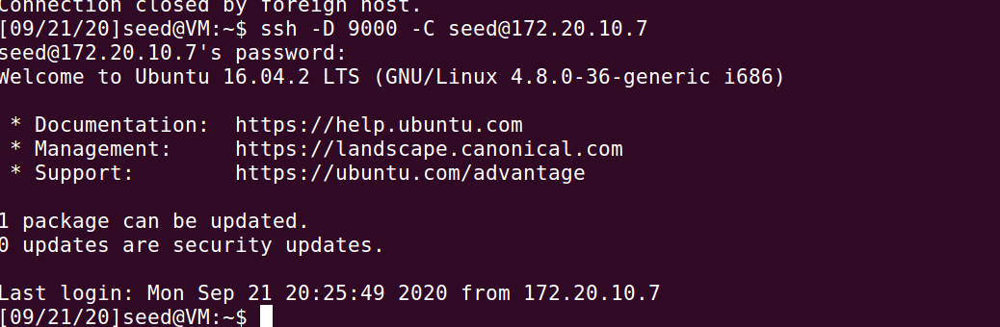 Connection closed by foreign host.
[09/21/20]seed@VM:~$ ssh -D 9000 -C seed@172.20.10.7
seed@172.20.10.7's password:
Welcome to Ubuntu 16.04.2 LTS (GNU/Linux 4.8.0-36-generic i686)
* Documentation:  https://help.ubuntu.com
* Management:     https://landscape.canonical.com
* Support:        https://ubuntu.com/advantage
1 package can be updated.
0 updates are security updates.
Last login: Mon Sep 21 20:25:49 2020 from 172.20.10.7
[09/21/20]seed@VM:~$